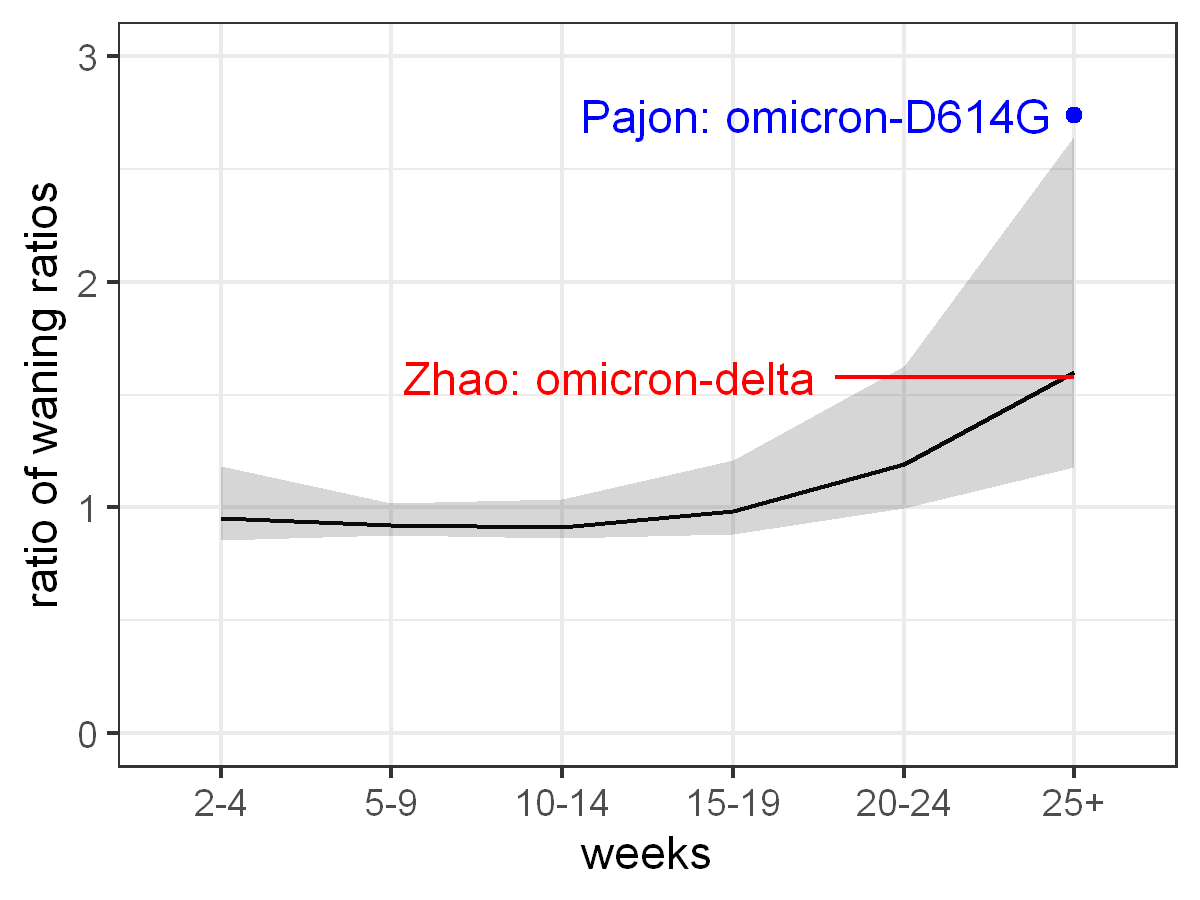 3
2
1
0
ratio of waning ratios
Pajon: omicron-D614G
Zhao: omicron-delta
2-4 5-9 10-14 15-19 20-24 25+
weeks